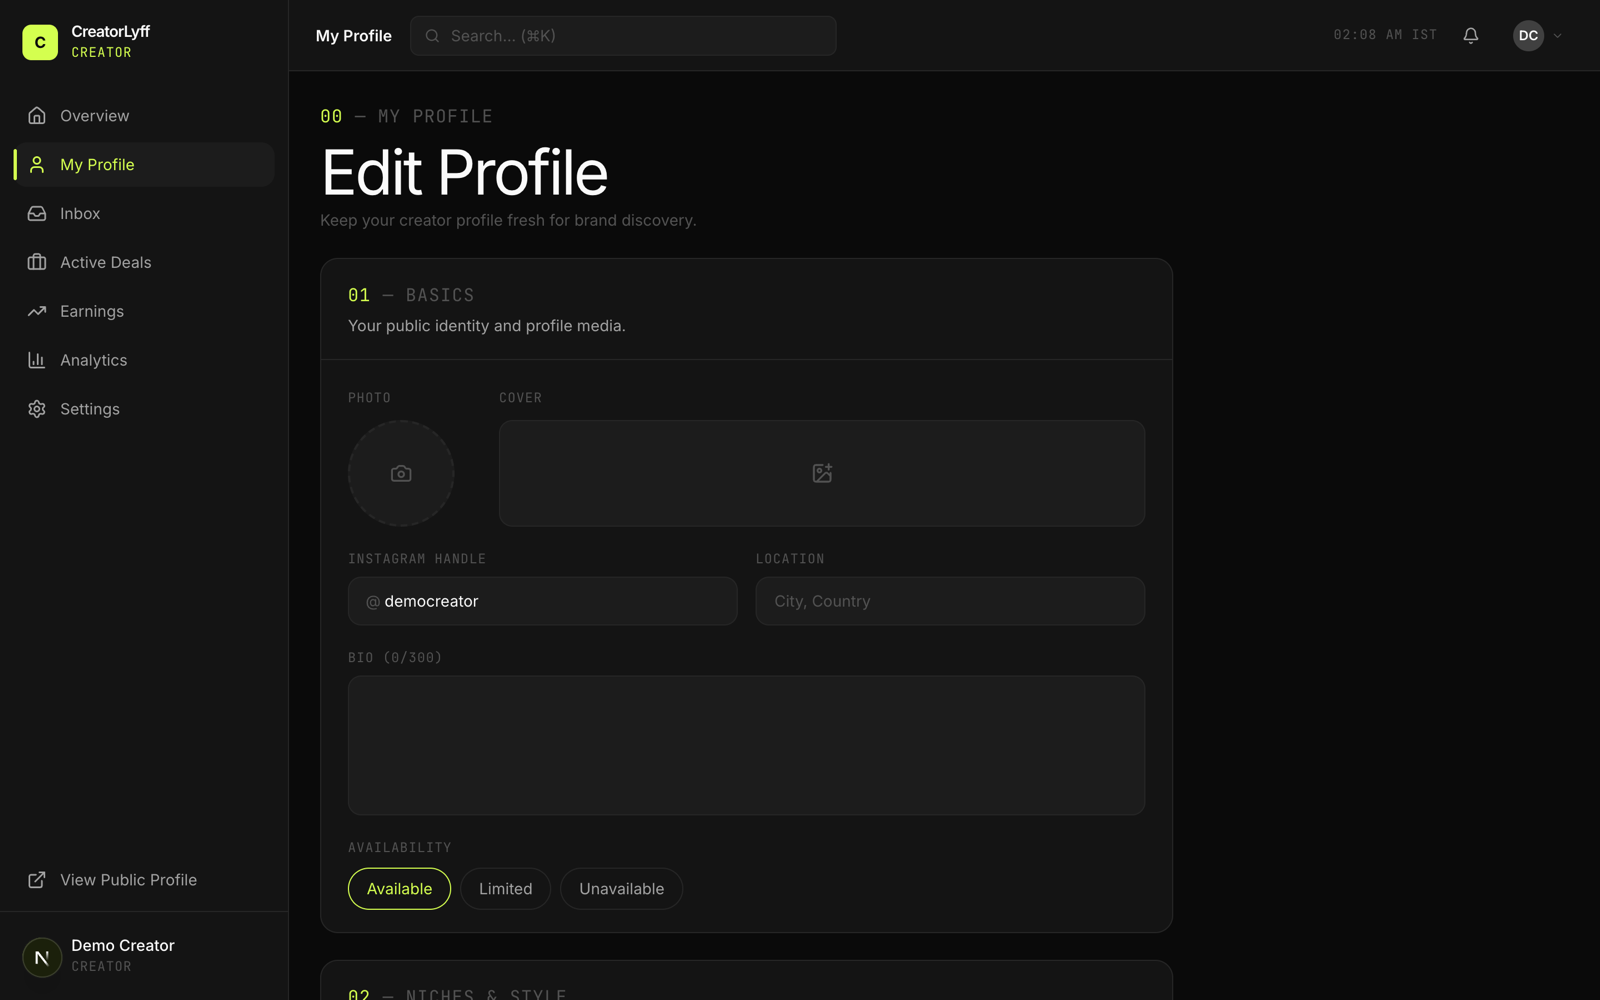 C
CreatorLyff
CREATOR
Overview
My Profile
Inbox
Active Deals
Earnings
Analytics
Settings
View Public Profile
N
Demo Creator
CREATOR
My Profile
Search... (⌘K)
02:08 AM IST
DC
00 — MY PROFILE
Edit Profile
Keep your creator profile fresh for brand discovery.
01 — BASICS
Your public identity and profile media.
PHOTO
COVER
INSTAGRAM HANDLE
LOCATION
@ democreator
City, Country
BIO (0/300)
AVAILABILITY
Available
Limited
Unavailable
02 — NICHES & STYLE